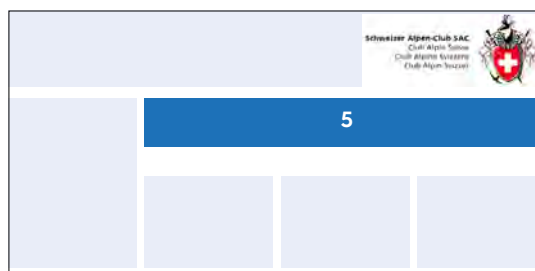 Schweizer Alpen-Club SAC
Club Alpin Suisse
Club Alpino Svizzero
Club Alpin Svizzer
5